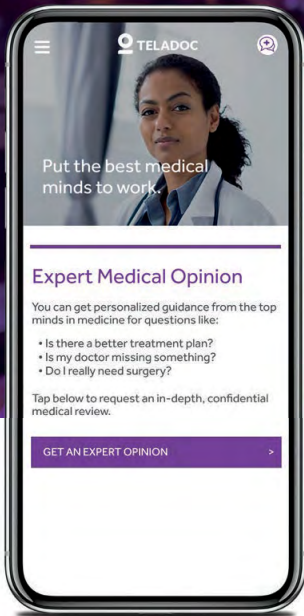 TELADOC
Put the best medical
minds to work.
Expert Medical Opinion
You can get personalized guidance from the top
minds in medicine for questions like:
• Is there a better treatment plan?
• Is my doctor missing something?
• Do I really need surgery?
Tap below to request an in-depth, confidential
medical review.
GET AN EXPERT OPINION >